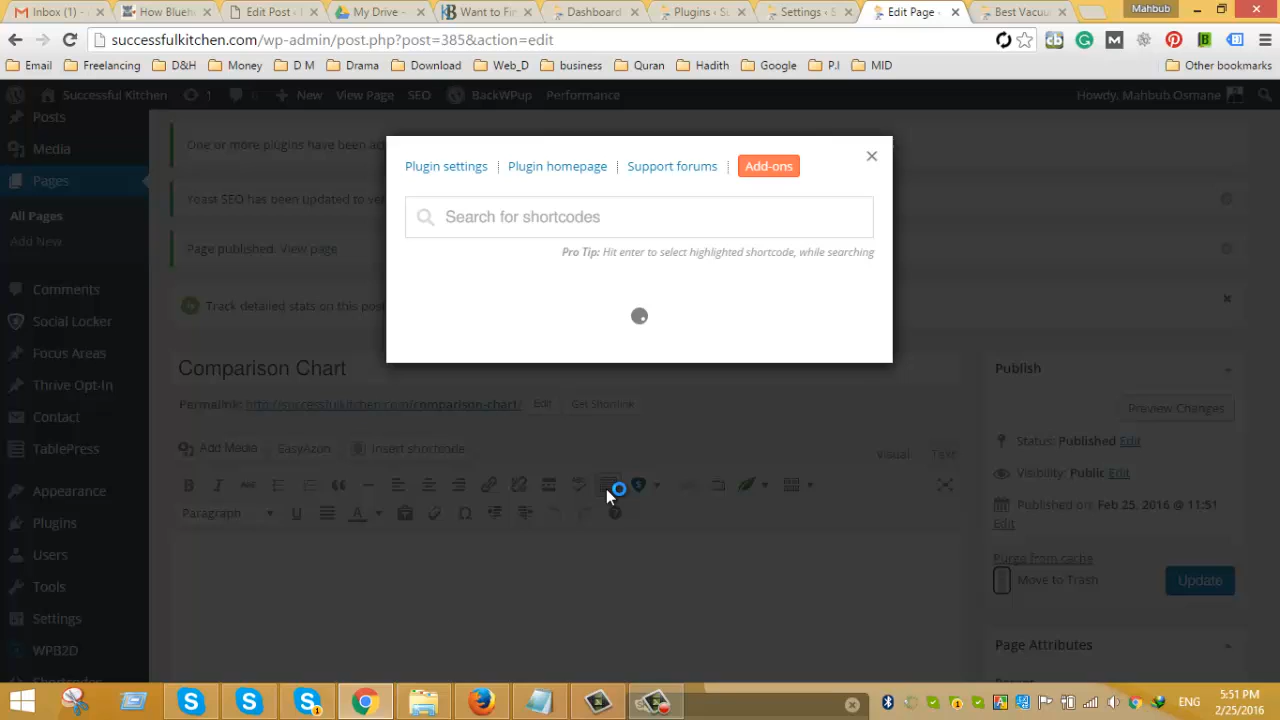 Inbox (1) -
How Blueh
Edit Post ‹
My Drive -
Want to Fin
Dashboard
Plugins ‹ Su
Settings ‹ S
Edit Page ‹
Best Vacuu
Mahbub
successfulkitchen.com/wp-admin/post.php?post=385&action=edit
Email
Freelancing
D&H
Money
D M
Drama
Download
Web_D
business
Quran
Hadith
Google
P.I
MID
Other bookmarks
Successful Kitchen
1
New
View Page
SEO
BackWPup
Performance
Howdy, Mahbub Osmane
Posts
Media
Pages
All Pages
Add New
Comments
Social Locker
Focus Areas
Thrive Opt-In
Contact
TablePress
Appearance
Plugins
Users
Tools
Settings
WPB2D
Shortcodes
One or more plugins have been ac
Yoast SEO has been updated to ve
Page published. View page
Track detailed stats on this post
Plugin settings
Plugin homepage
Support forums
Add-ons
Search for shortcodes
Pro Tip: Hit enter to select highlighted shortcode, while searching
Comparison Chart
Permalink: http://successfulkitchen.com/comparison-chart/
Edit
Get Shortlink
Add Media
EasyAzon
Insert shortcode
Visual
Text
Paragraph
Publish
Preview Changes
Status: Published Edit
Visibility: Public Edit
Published on: Feb 25, 2016 @ 11:51
Edit
Purge from cache
Move to Trash
Update
Page Attributes
ENG
5:51 PM
2/25/2016